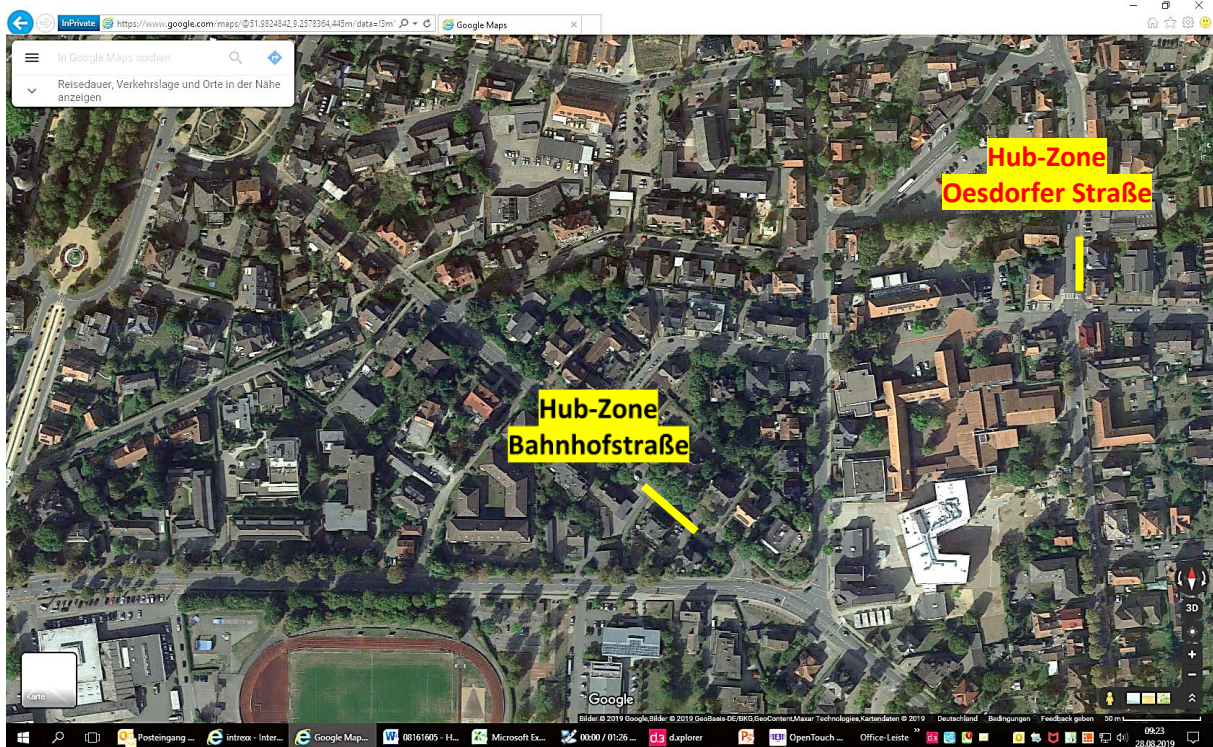 InPrivate
https://www.google.com/maps/@51.9824842,9.2578364,445m/data=!3m
Google Maps
In Google Maps suchen
Reisedauer, Verkehrslage und Orte in der Nähe
anzeigen
Hub-Zone
Oesdorfer Straße
Hub-Zone
Bahnhofstraße
3D
Karte
Google
Bilder © 2019 Google,Bilder © 2019 GeoBasis-DE/BKG,GeoContent,Maxar Technologies,Kartendaten © 2019 Deutschland Bedingungen Feedback geben 50 m
Posteingang ...
intrexx - Inter...
Google Map...
08161605 - H...
Microsoft Ex...
00:00 / 01:26 ...
d3
d.xplorer
OpenTouch ...
Office-Leiste
09:23
28.08.2019